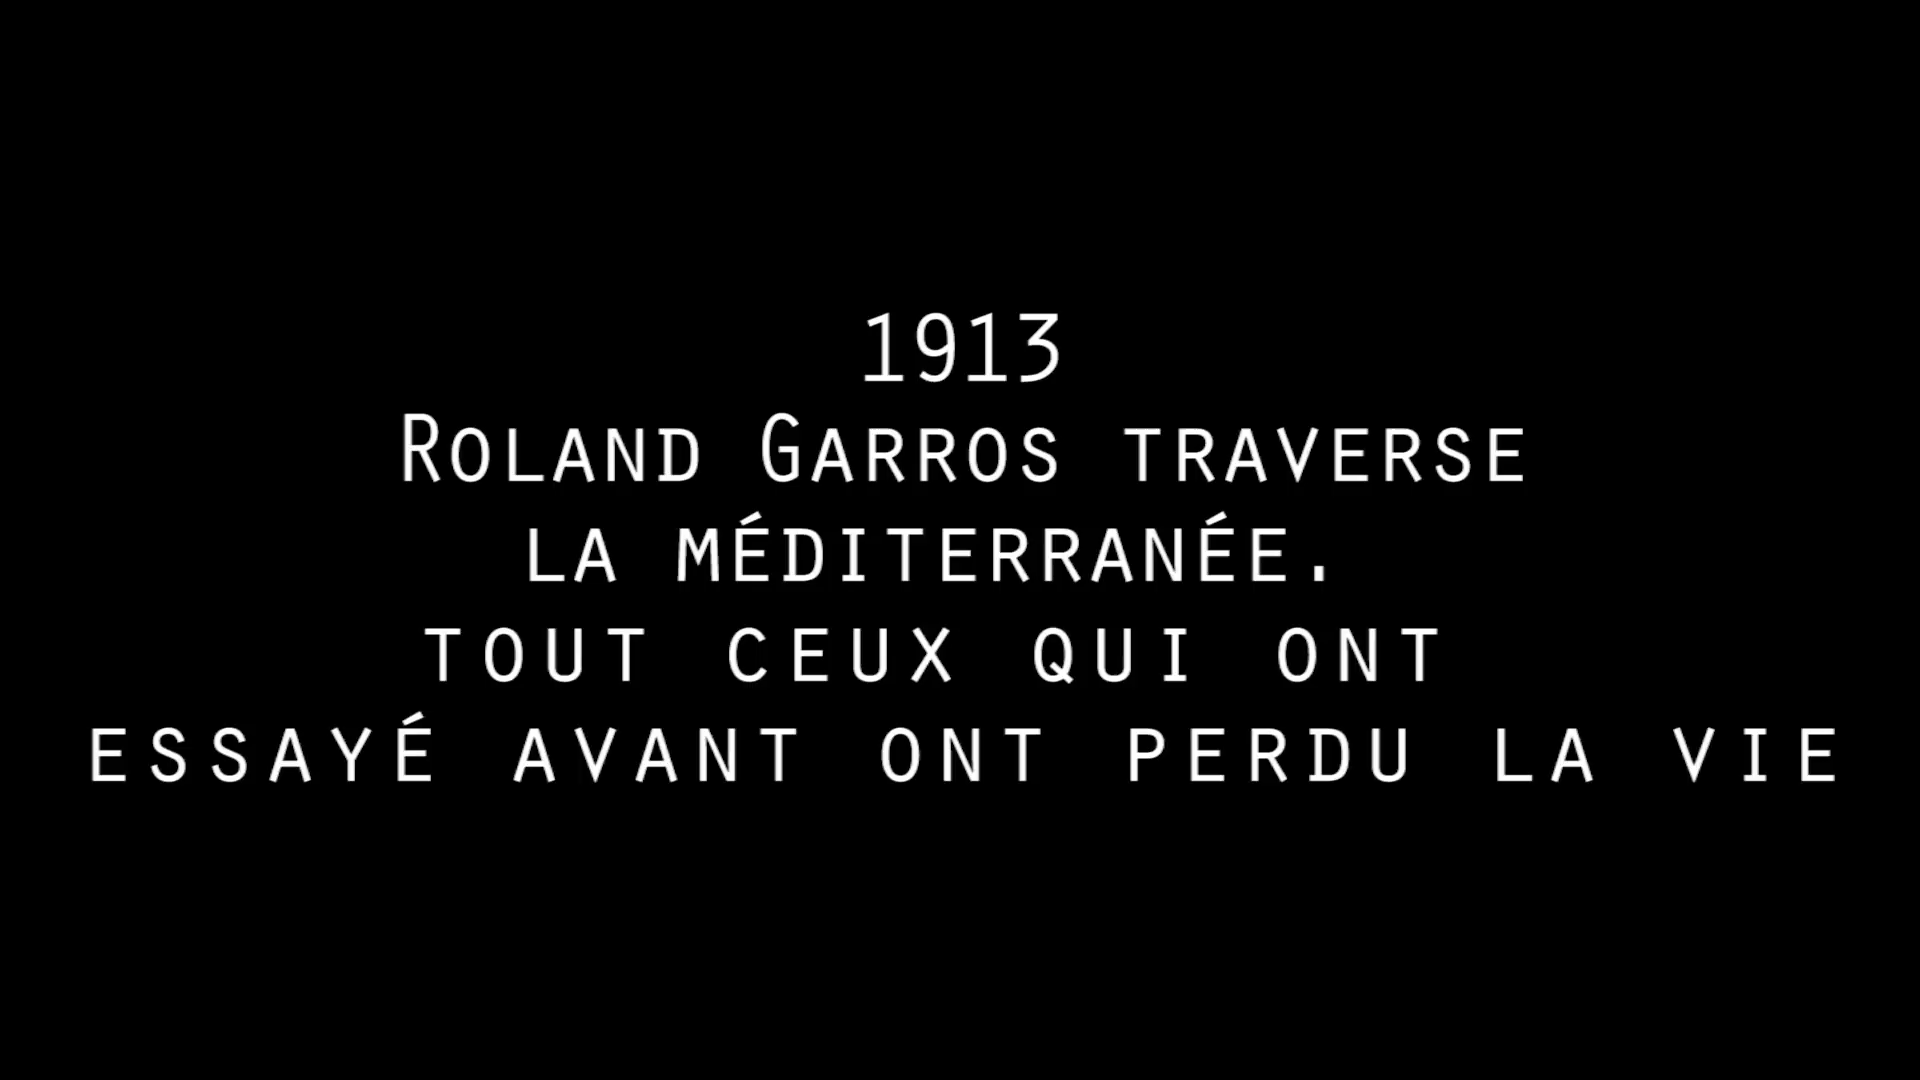 1913
ROLAND GARROS TRAVERSE
LA MÉDITERRANÉE.
TOUT CEUX QUI ONT
ESSAYÉ AVANT ONT PERDU LA VIE